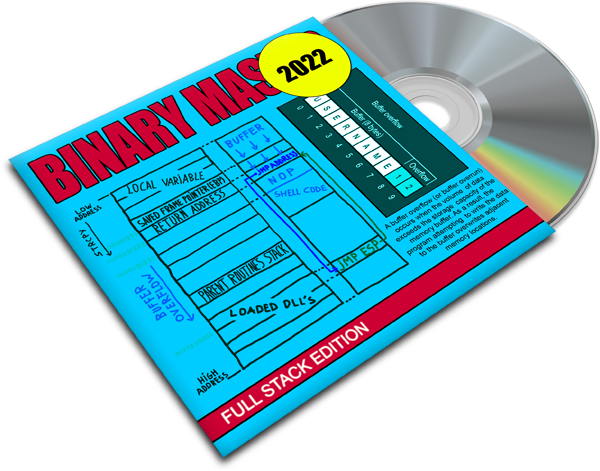 BINARY MAS
2022
Buffer overflow
Buffer (8 bytes)
Overflow
U S E R N A M E 1 2
0 1 2 3 4 5 6 7 8 9
BUFFER
JMP ADDRESS
NOP
SHELL CODE
JMP ESP
LOW ADDRESS
STRCPY
BUFFER OVERFLOW
HIGH ADDRESS
LOCAL VARIABLE
SAVED FRAME POINTER EBM
RETURN ADDRESS
PARENT ROUTINES STACK
LOADED DLL'S
A buffer overflow (or buffer overrun)
occurs when the volume of data
exceeds the storage capacity of the
memory buffer. As a result, the
program attempting to write the data
to the buffer overwrites adjacent
memory locations.
FULL STACK EDITION